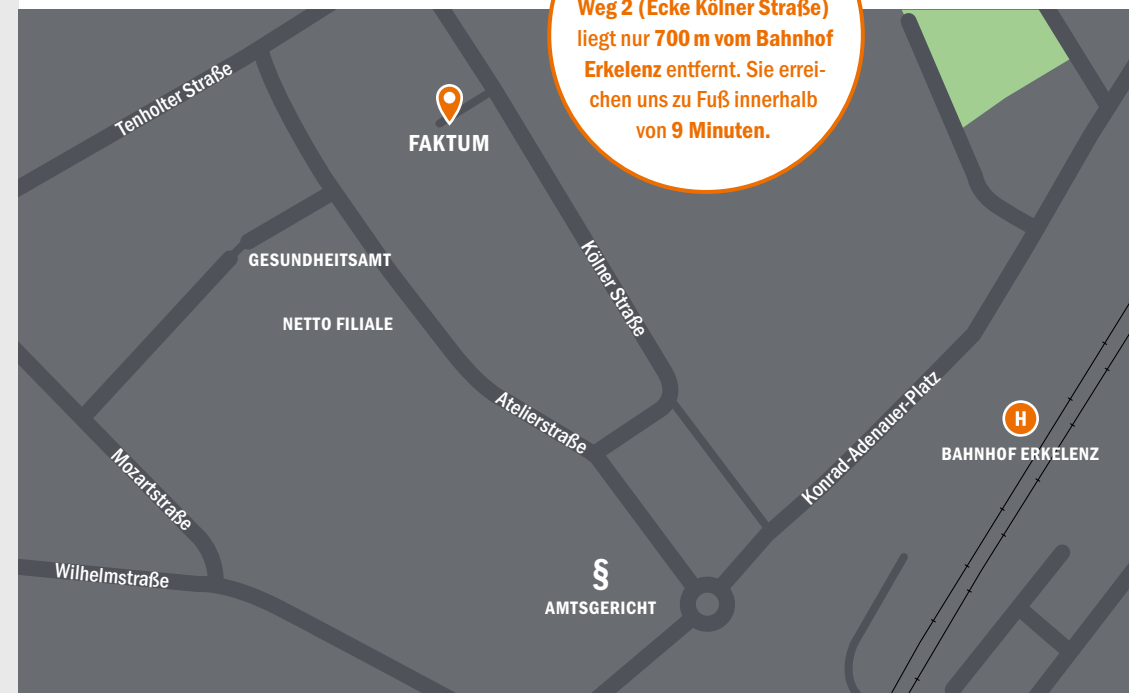 Weg 2 (Ecke Kölner Straße)
liegt nur 700 m vom Bahnhof
Erkelenz entfernt. Sie errei-
chen uns zu Fuß innerhalb
von 9 Minuten.
Tenholter Straße
FAKTUM
Kölner Straße
GESUNDHEITSAMT
NETTO FILIALE
Atelierstraße
Konrad-Adenauer-Platz
H
BAHNHOF ERKELENZ
Mozartstraße
Wilhelmstraße
§
AMTSGERICHT